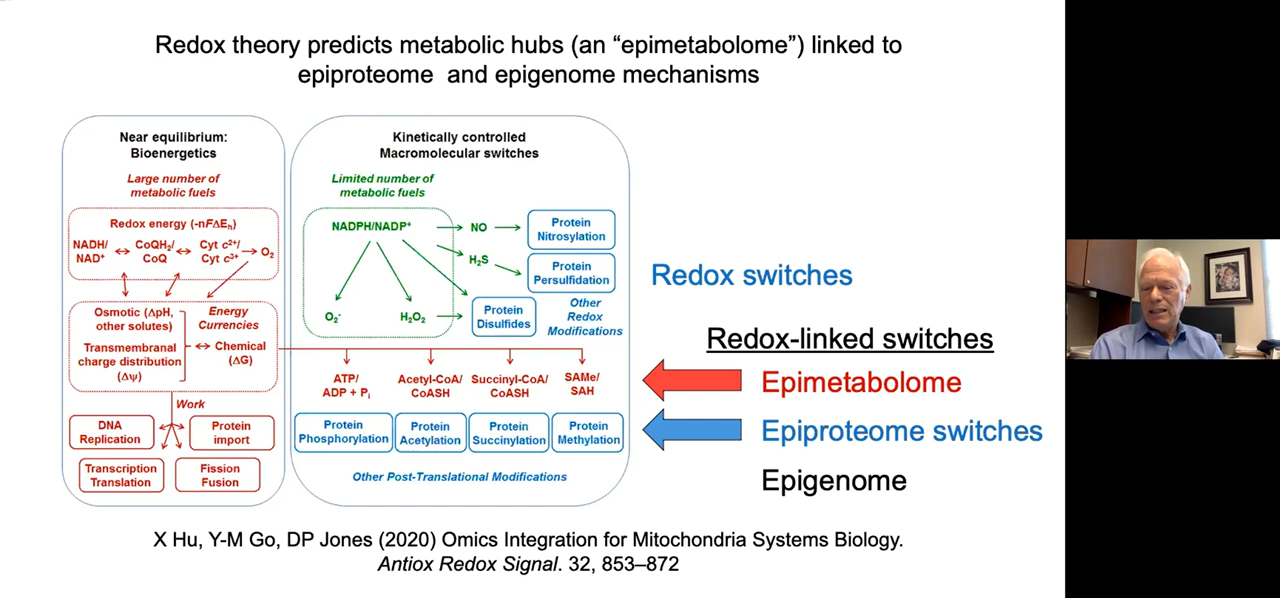 Redox theory predicts metabolic hubs (an “epimetabolome”) linked to
epiproteome and epigenome mechanisms
Near equilibrium:
Bioenergetics
Large number of
metabolic fuels
Redox energy (-nFΔEₕ)
NADH/
NAD⁺
CoQH₂/
CoQ
Cyt c²⁺/
Cyt c³⁺
O₂
Osmotic (ΔpH,
other solutes)
Transmembranal
charge distribution
(Δψ)
Energy
Currencies
Chemical
(ΔG)
Work
DNA
Replication
Protein
import
Transcription
Translation
Fission
Fusion
Kinetically controlled
Macromolecular switches
Limited number of
metabolic fuels
NADPH/NADP⁺
NO
H₂S
O₂⁻
H₂O₂
Protein
Nitrosylation
Protein
Persulfidation
Protein
Disulfides
Other
Redox
Modifications
ATP/
ADP + Pᵢ
Acetyl-CoA/
CoASH
Succinyl-CoA/
CoASH
SAMe/
SAH
Protein
Phosphorylation
Protein
Acetylation
Protein
Succinylation
Protein
Methylation
Other Post-Translational Modifications
Redox switches
Redox-linked switches
Epimetabolome
Epiproteome switches
Epigenome
X Hu, Y-M Go, DP Jones (2020) Omics Integration for Mitochondria Systems Biology.
Antiox Redox Signal. 32, 853–872